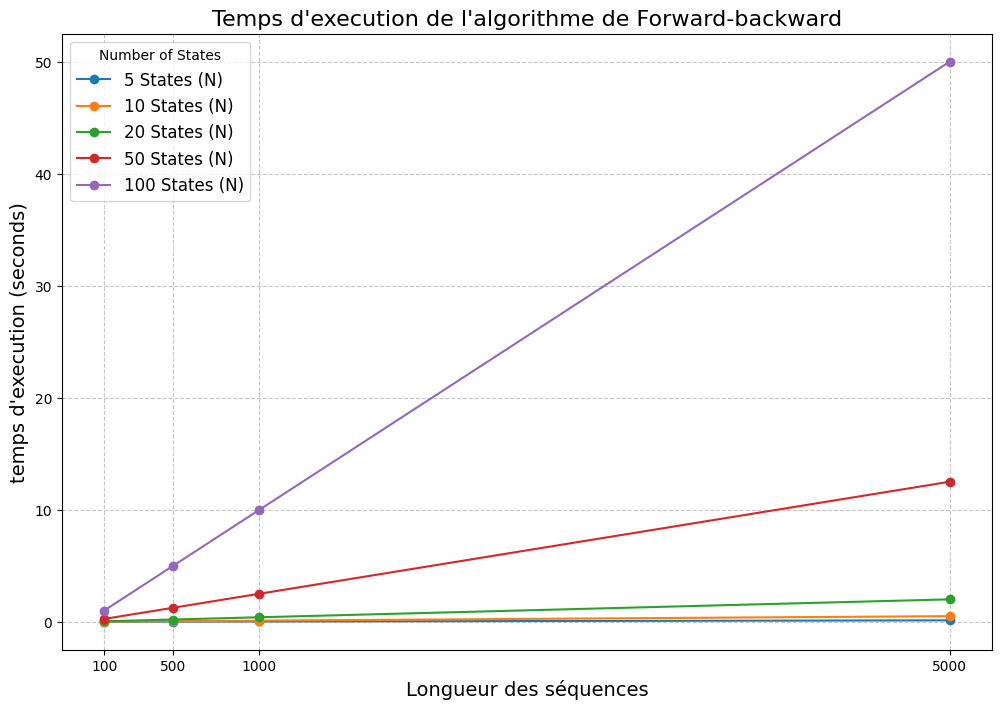 Temps d'execution de l'algorithme de Forward-backward
Number of States
5 States (N)
10 States (N)
20 States (N)
50 States (N)
100 States (N)
temps d'execution (seconds)
50
40
30
20
10
0
100 500 1000 5000
Longueur des séquences